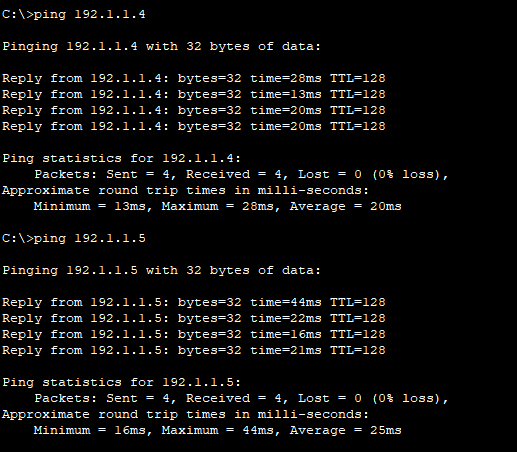 C:\>ping 192.1.1.4
Pinging 192.1.1.4 with 32 bytes of data:
Reply from 192.1.1.4: bytes=32 time=28ms TTL=128
Reply from 192.1.1.4: bytes=32 time=13ms TTL=128
Reply from 192.1.1.4: bytes=32 time=20ms TTL=128
Reply from 192.1.1.4: bytes=32 time=20ms TTL=128
Ping statistics for 192.1.1.4:
    Packets: Sent = 4, Received = 4, Lost = 0 (0% loss),
Approximate round trip times in milli-seconds:
    Minimum = 13ms, Maximum = 28ms, Average = 20ms
C:\>ping 192.1.1.5
Pinging 192.1.1.5 with 32 bytes of data:
Reply from 192.1.1.5: bytes=32 time=44ms TTL=128
Reply from 192.1.1.5: bytes=32 time=22ms TTL=128
Reply from 192.1.1.5: bytes=32 time=16ms TTL=128
Reply from 192.1.1.5: bytes=32 time=21ms TTL=128
Ping statistics for 192.1.1.5:
    Packets: Sent = 4, Received = 4, Lost = 0 (0% loss),
Approximate round trip times in milli-seconds:
    Minimum = 16ms, Maximum = 44ms, Average = 25ms